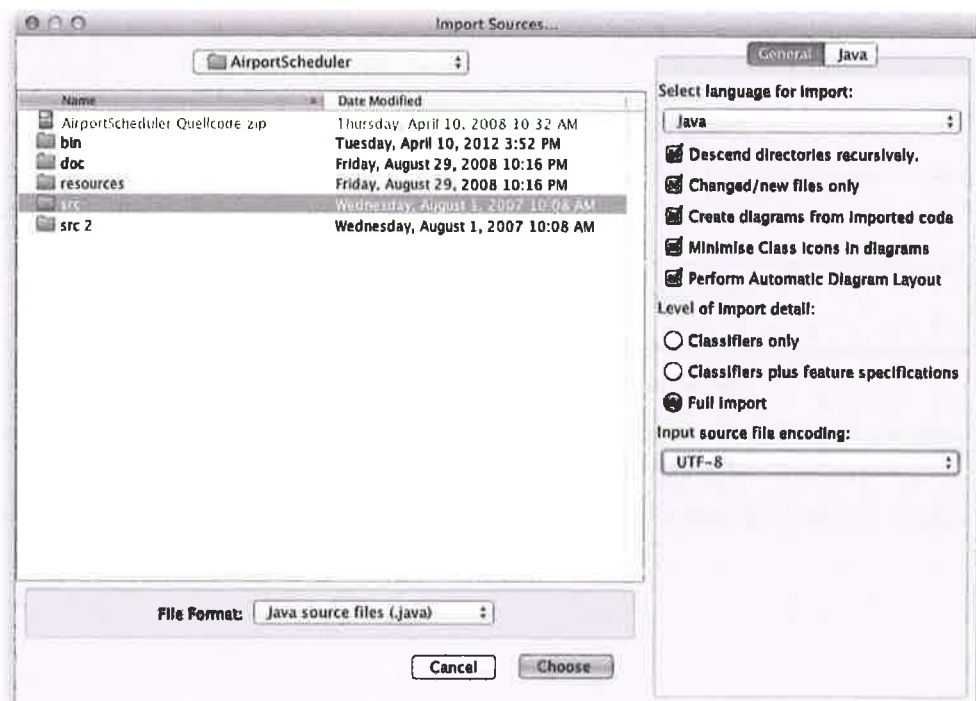 Import Sources...
AirportScheduler
Name Date Modified
AirportScheduler Quellcode.zip Thursday, April 10, 2008 10:32 AM
bin Tuesday, April 10, 2012 3:52 PM
doc Friday, August 29, 2008 10:16 PM
resources Friday, August 29, 2008 10:16 PM
src Wednesday, August 1, 2007 10:08 AM
src 2 Wednesday, August 1, 2007 10:08 AM
File Format: Java source files (.java)
Cancel Choose
General Java
Select language for import:
Java
Descend directories recursively.
Changed/new files only
Create diagrams from imported code
Minimise Class icons in diagrams
Perform Automatic Diagram Layout
Level of import detail:
Classifiers only
Classifiers plus feature specifications
Full import
Input source file encoding:
UTF-8